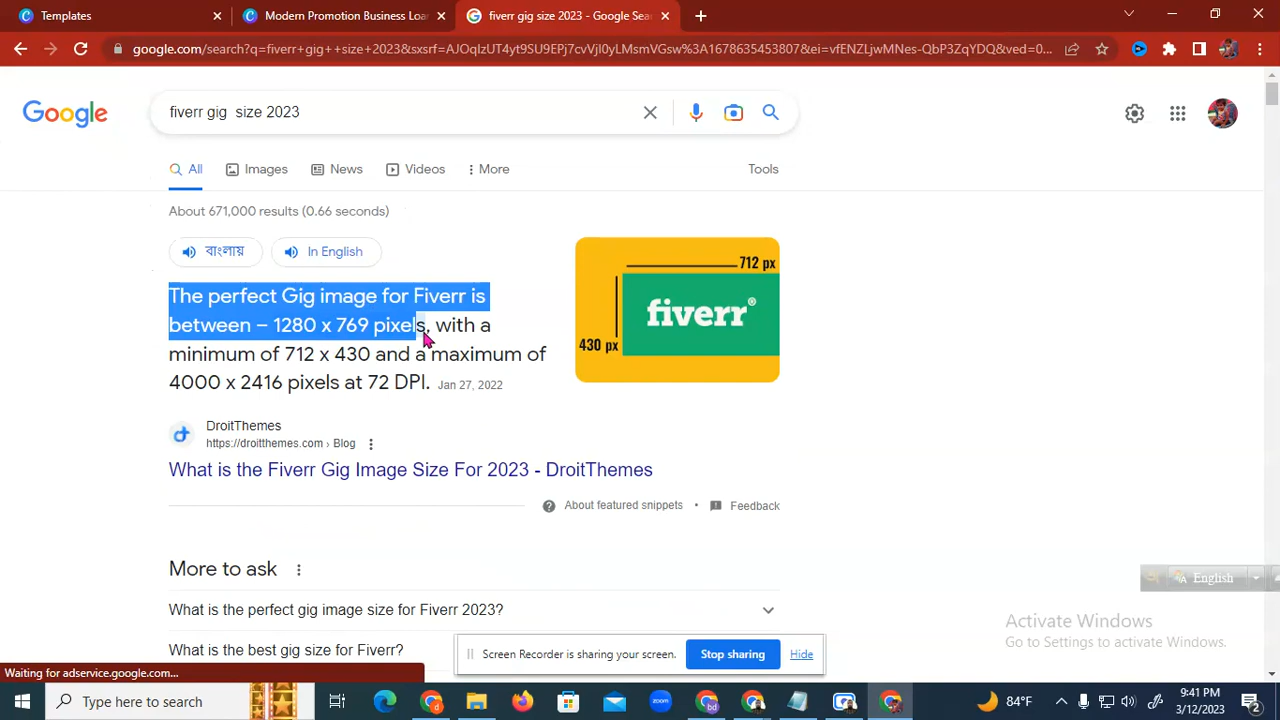 Templates
Modern Promotion Business Loa
fiverr gig size 2023 - Google Sea
google.com/search?q=fiverr+gig++size+2023&sxsrf=AJOqlzUT4yt9SU9EPj7cvVjl0yLMsmVGsw%3A1678635453807&ei=vfENZLjwMNes-QbP3ZqYDQ&ved=0...
Google
fiverr gig  size 2023
All
Images
News
Videos
More
Tools
About 671,000 results (0.66 seconds)
বাংলায়
In English
The perfect Gig image for Fiverr is
between – 1280 x 769 pixels, with a
minimum of 712 x 430 and a maximum of
4000 x 2416 pixels at 72 DPI. Jan 27, 2022
712 px
fiverr®
430 px
DroitThemes
https://droitthemes.com › Blog
What is the Fiverr Gig Image Size For 2023 - DroitThemes
About featured snippets • Feedback
More to ask
What is the perfect gig image size for Fiverr 2023?
What is the best gig size for Fiverr?
English
Activate Windows
Go to Settings to activate Windows.
Screen Recorder is sharing your screen.
Stop sharing
Hide
Waiting for adservice.google.com...
Type here to search
zoom
bd
84°F
9:41 PM
3/12/2023
2